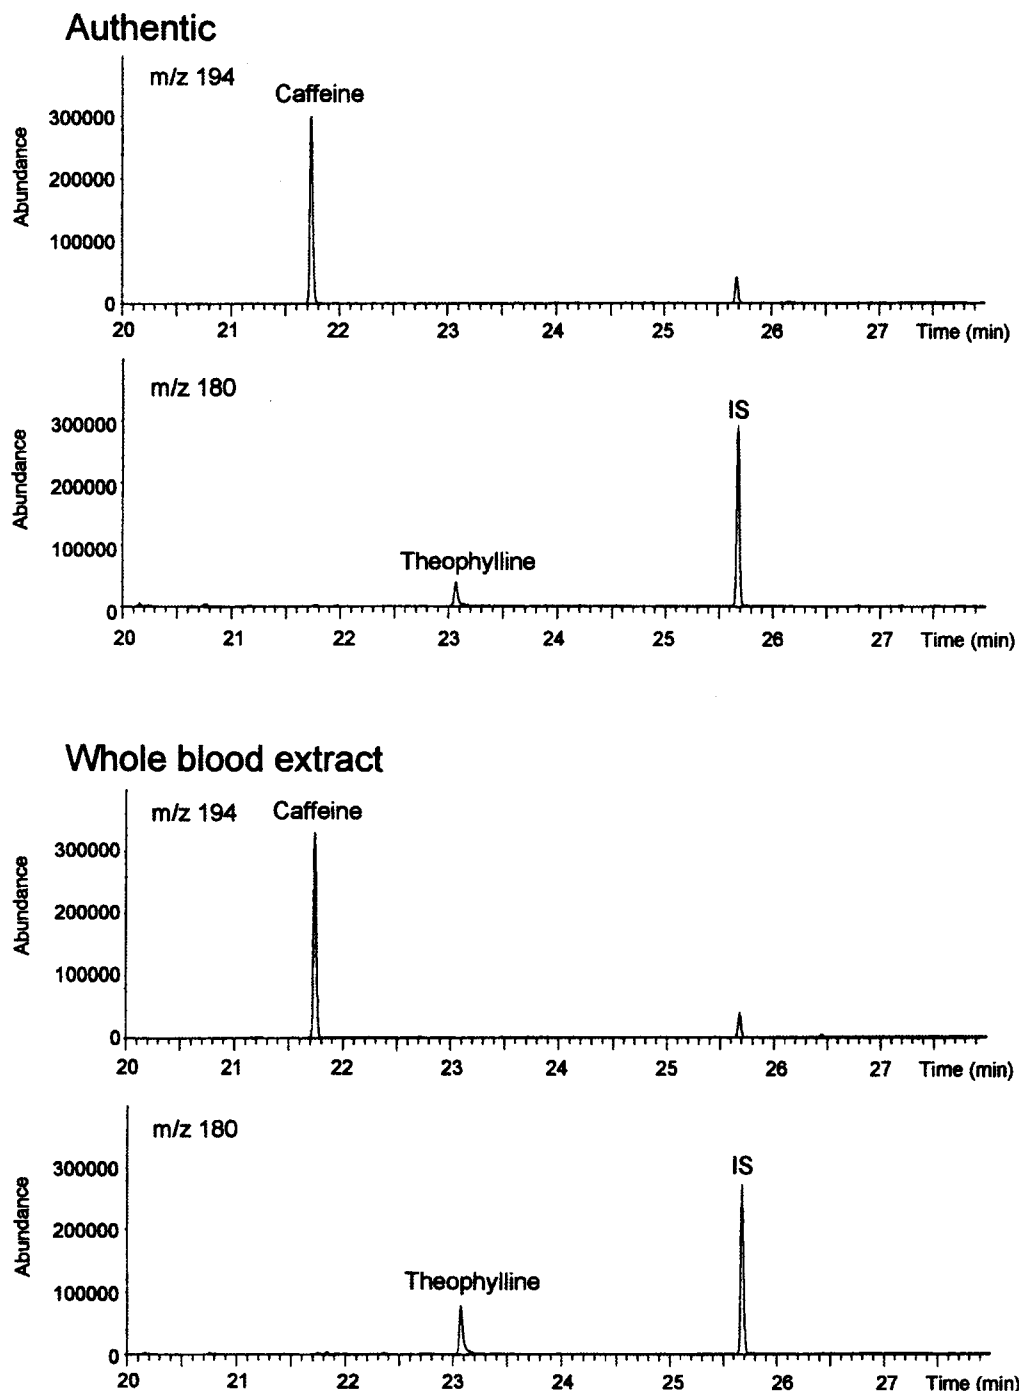 Authentic
m/z 194
Caffeine
Abundance
300000
200000
100000
0
20 21 22 23 24 25 26 27 Time (min)
m/z 180
IS
Abundance
300000
200000
100000
Theophylline
0
20 21 22 23 24 25 26 27 Time (min)
Whole blood extract
m/z 194 Caffeine
Abundance
300000
200000
100000
0
20 21 22 23 24 25 26 27 Time (min)
m/z 180
IS
Abundance
300000
200000
100000
Theophylline
0
20 21 22 23 24 25 26 27 Time (min)